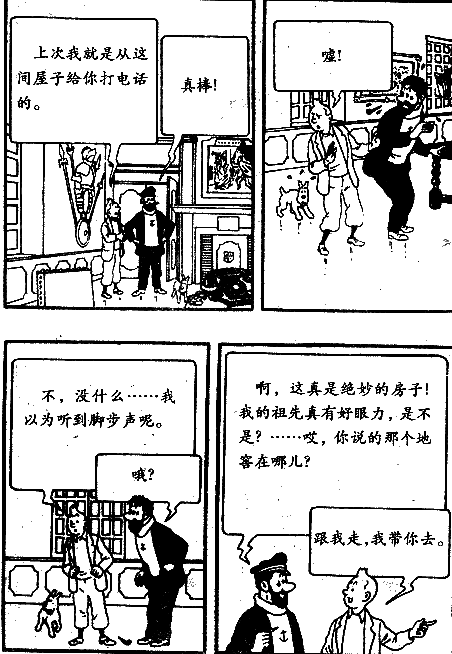 上次我就是从这
间屋子给你打电话
的。
真棒！
嘘！
不，没什么……我
以为听到脚步声呢。
哦？
啊，这真是绝妙的房子！
我的祖先真有好眼力，是不
是？……哎，你说的那个地
窖在哪儿？
跟我走，我带你去。